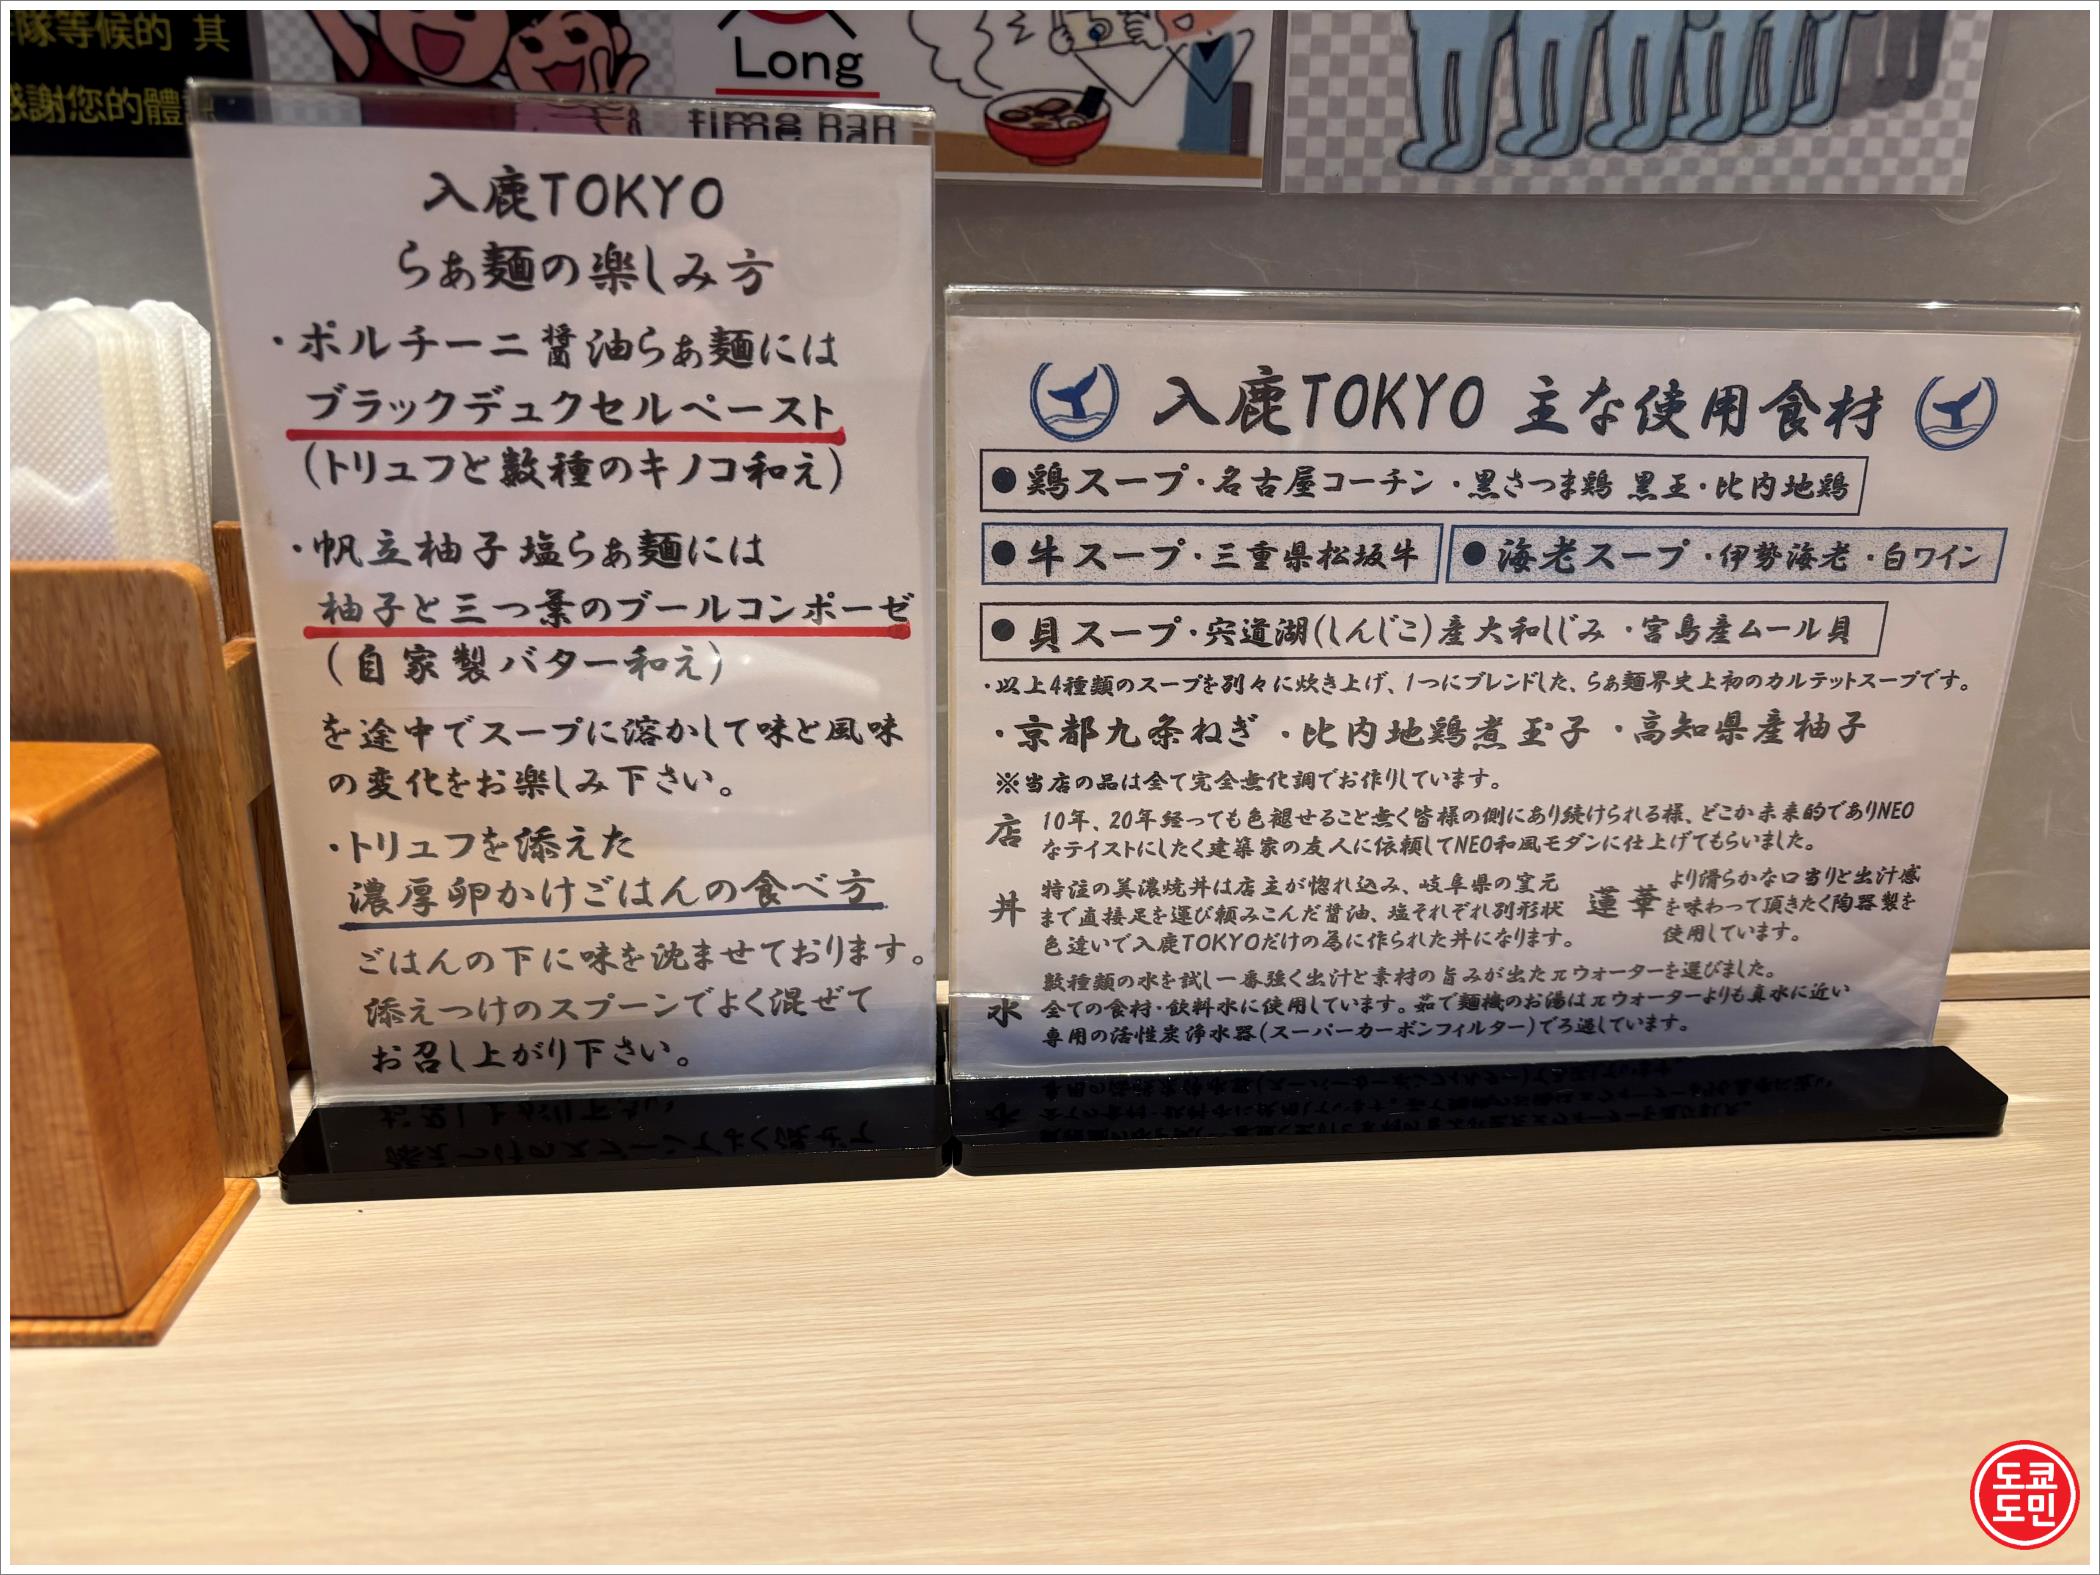 隊等候的 其
感謝您的體
Long
time ban
入鹿TOKYO
らぁ麺の楽しみ方
・ポルチーニ醤油らぁ麺には
ブラックデュクセルペースト
(トリュフと数種のキノコ和え)
・帆立柚子塩らぁ麺には
柚子と三つ葉のブールコンポーゼ
(自家製バター和え)
を途中でスープに溶かして味と風味
の変化をお楽しみ下さい。
・トリュフを添えた
濃厚卵かけごはんの食べ方
ごはんの下に味を沈ませております。
添えつけのスプーンでよく混ぜて
お召し上がり下さい。
入鹿TOKYO 主な使用食材
●鶏スープ・名古屋コーチン ・黒さつま鶏 黒王・比内地鶏
●牛スープ・三重県松坂牛
●海老スープ・伊勢海老・白ワイン
●貝スープ・宍道湖(しんじこ)産大和しじみ ・宮島産ムール貝
・以上4種類のスープを別々に炊き上げ、1つにブレンドした、らぁ麺界史上初のカルテットスープです。
・京都九条ねぎ ・比内地鶏煮玉子 ・高知県産柚子
※当店の品は全て完全無化調でお作りしています。
店 10年、20年経っても色褪せること無く皆様の側にあり続けられる様、どこか未来的でありNEO
なテイストにしたく建築家の友人に依頼してNEO和風モダンに仕上げてもらいました。
丼 特注の美濃焼丼は店主が惚れ込み、岐阜県の窯元
まで直接足を運び頼みこんだ醤油、塩それぞれ別形状
色違いで入鹿TOKYOだけの為に作られた丼になります。
蓮華 より滑らかな口当りと出汁感
を味わって頂きたく陶器製を
使用しています。
水 数種類の水を試し一番強く出汁と素材の旨みが出たπウォーターを選びました。
全ての食材・飲料水に使用しています。茹で麺機のお湯はπウォーターよりも真水に近い
専用の活性炭浄水器(スーパーカーボンフィルター)でろ過しています。
도쿄
도민